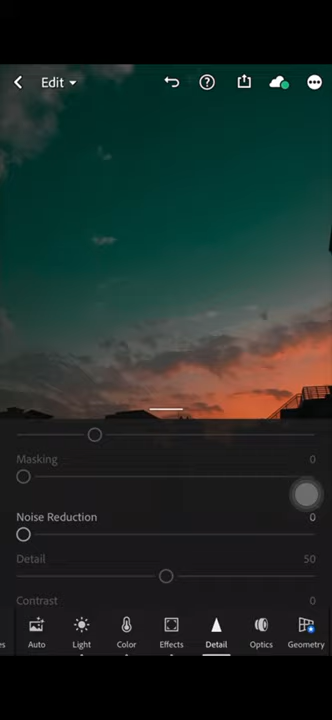 Edit
Masking 0
Noise Reduction 0
Detail 50
Contrast 0
s Auto Light Color Effects Detail Optics Geometry